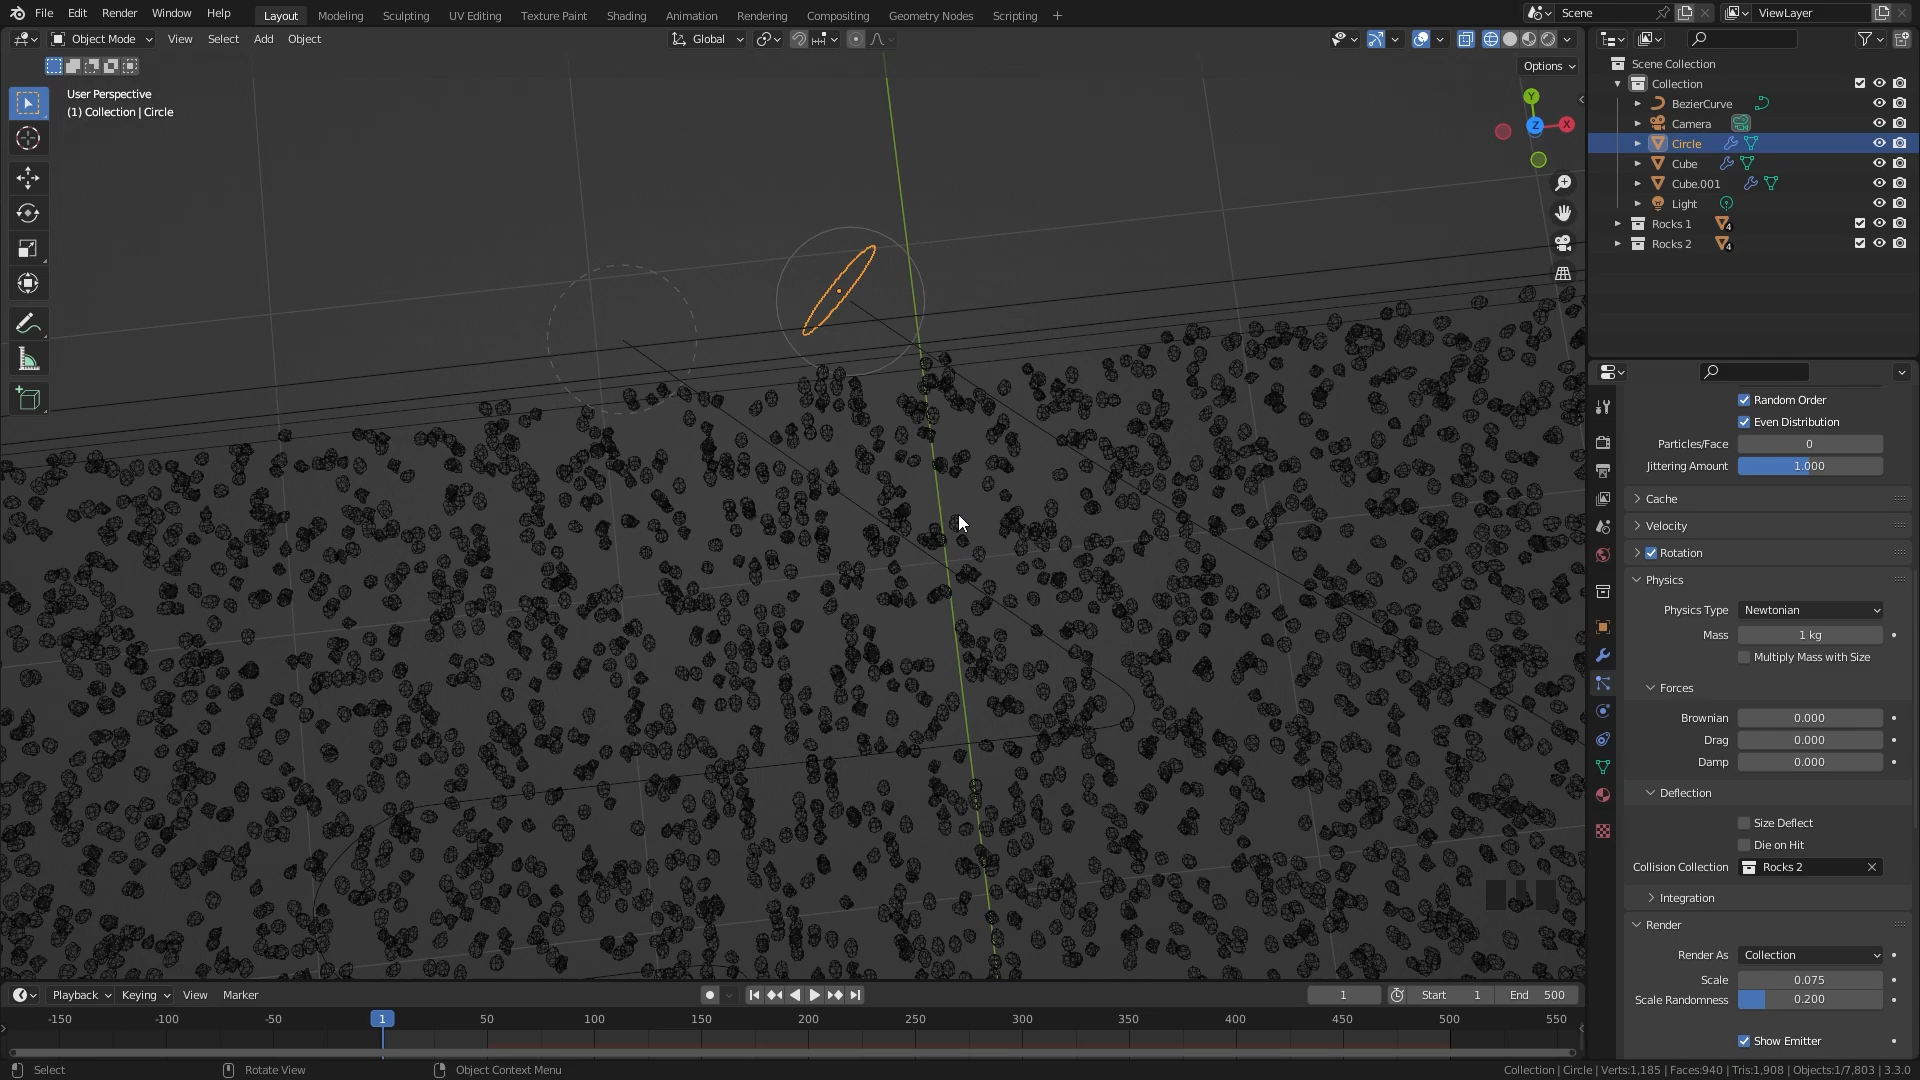 File Edit Render Window Help Layout Modeling Sculpting UV Editing Texture Paint Shading Animation Rendering Compositing Geometry Nodes Scripting + Scene ViewLayer
Object Mode View Select Add Object Global
Options
User Perspective
(1) Collection | Circle
Y
Z
X
Scene Collection
Collection
BezierCurve
Camera
Circle
Cube
Cube.001
Light
Rocks 1 4
Rocks 2 4
Random Order
Even Distribution
Particles/Face 0
Jittering Amount 1.000
Cache
Velocity
Rotation
Physics
Physics Type Newtonian
Mass 1 kg
Multiply Mass with Size
Forces
Brownian 0.000
Drag 0.000
Damp 0.000
Deflection
Size Deflect
Die on Hit
Collision Collection Rocks 2
Integration
Render
Render As Collection
Scale 0.075
Scale Randomness 0.200
Show Emitter
Playback Keying View Marker 1 Start 1 End 500
-150 -100 -50 1 50 100 150 200 250 300 350 400 450 500 550
Select Rotate View Object Context Menu Collection | Circle | Verts:1,185 | Faces:940 | Tris:1,908 | Objects:1/7,803 | 3.3.0